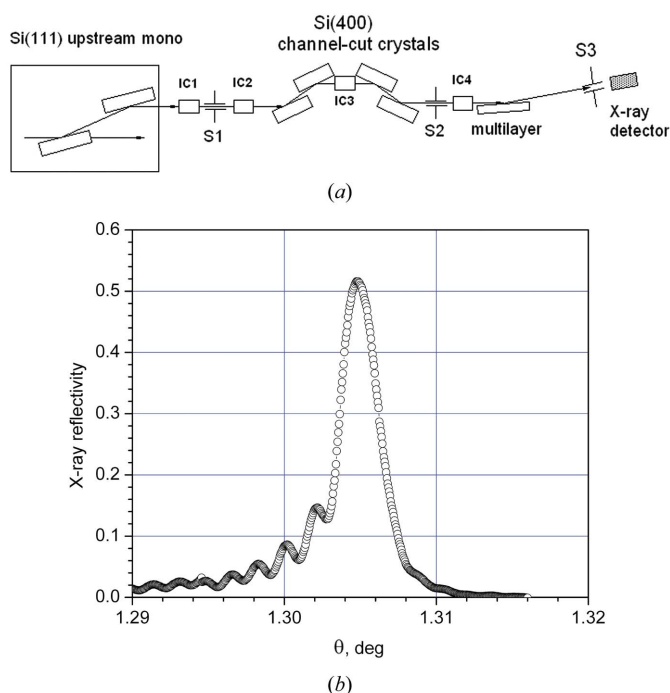 Si(111) upstream mono
Si(400)
channel-cut crystals
IC1
IC2
IC3
IC4
S1
S2
S3
multilayer
X-ray
detector
(a)
X-ray reflectivity
0.6
0.5
0.4
0.3
0.2
0.1
0.0
1.29
1.30
1.31
1.32
θ, deg
(b)